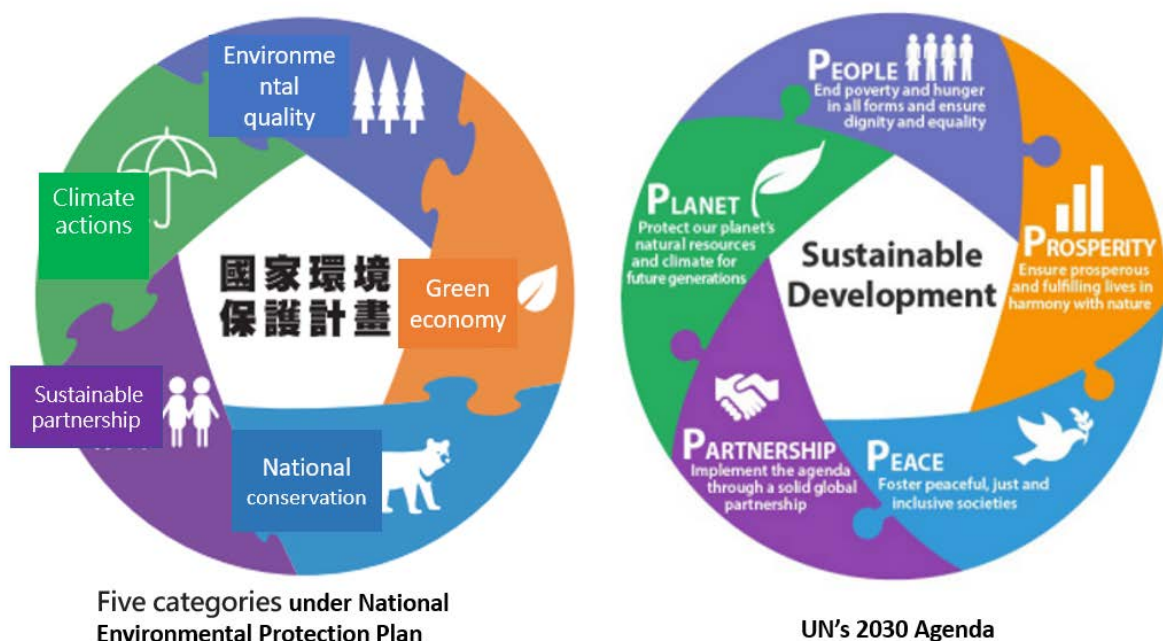 Environme
ntal
quality
Climate
actions
國家環境
保護計畫
Green
economy
Sustainable
partnership
National
conservation
Five categories under National
Environmental Protection Plan
PEOPLE
End poverty and hunger
in all forms and ensure
dignity and equality
PLANET
Protect our planet's
natural resources
and climate for
future generations
Sustainable
Development
PROSPERITY
Ensure prosperous
and fulfilling lives in
harmony with nature
PARTNERSHIP
Implement the agenda
through a solid global
partnership
PEACE
Foster peaceful, just and
inclusive societies
UN's 2030 Agenda